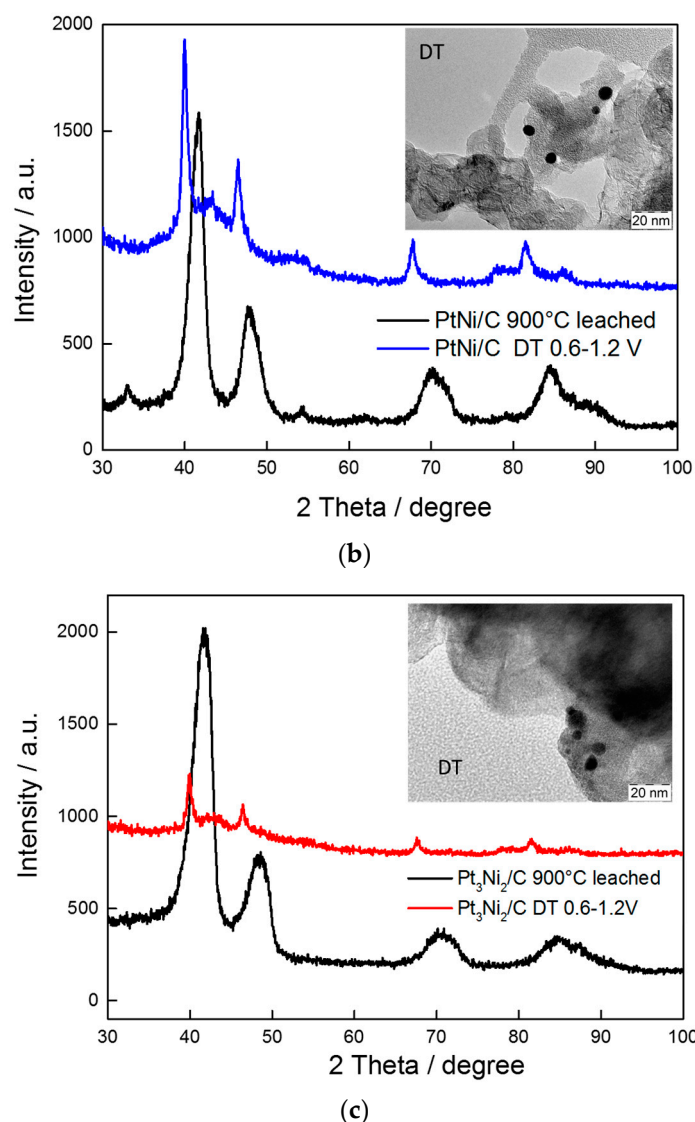 2000
DT
1500
1000
20 nm
PtNi/C 900°C leached
500
PtNi/C DT 0.6-1.2 V
0
30 40 50 60 70 80 90 100
Intensity / a.u.
2 Theta / degree
(b)
2000
1500
DT
1000
20 nm
Pt₃Ni₂/C 900°C leached
500
Pt₃Ni₂/C DT 0.6-1.2V
0
30 40 50 60 70 80 90 100
Intensity / a.u.
2 Theta / degree
(c)